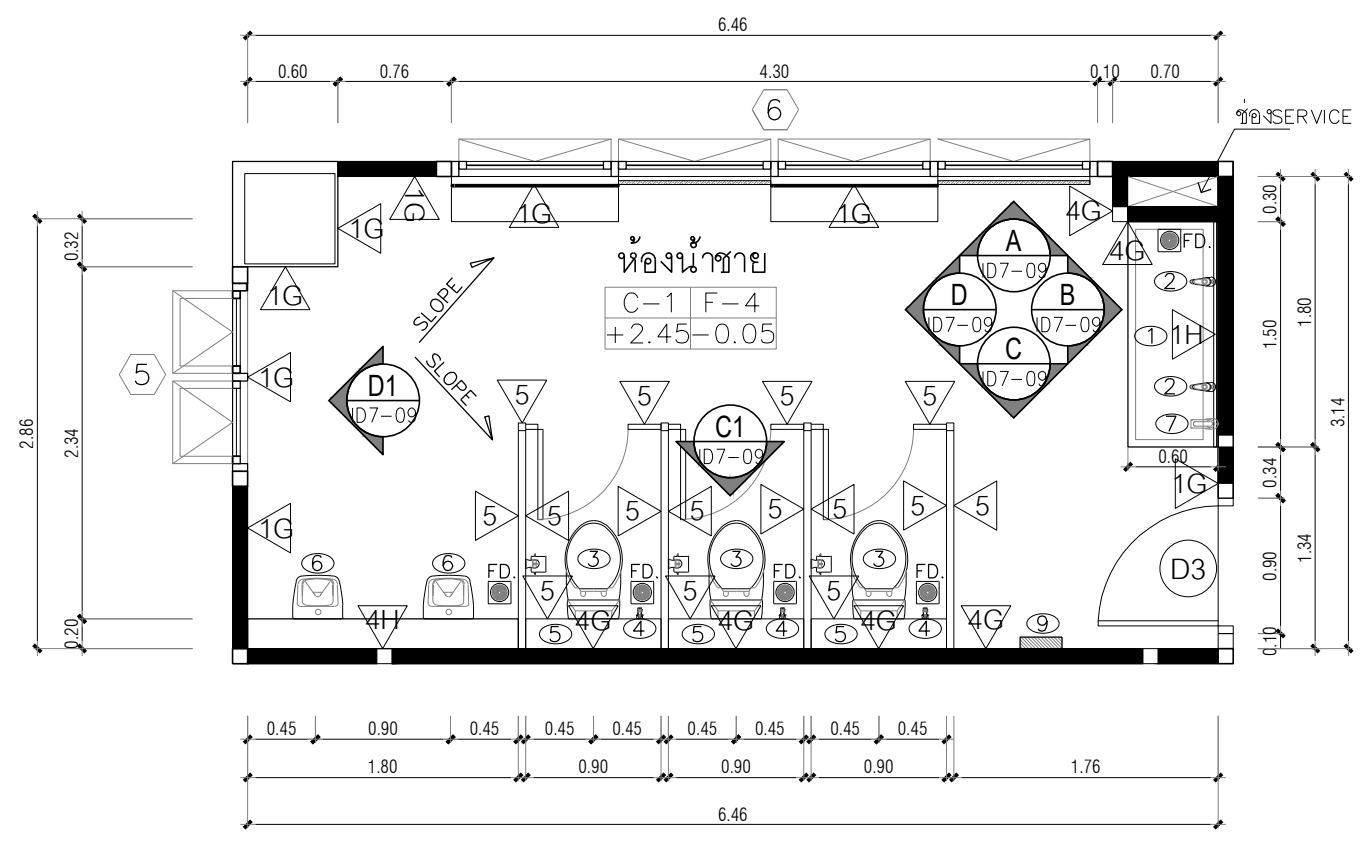 6.46
0.60 0.76 4.30 0.10 0.70
6
ช่องSERVICE
1G 1G 1G 1G 4G 4G
0.32 0.30
FD.
ห้องน้ำชาย
C-1 F-4
+2.45 -0.05
A
ID7-09
D
ID7-09
B
ID7-09
C
ID7-09
2
1 1H
2
7
0.60
1G
SLOPE
SLOPE
5
1G
1G
D1
ID7-09
2.86 2.34
1.50 1.80 3.14
5 5 5 5
C1
ID7-09
0.34
1G
5 5 5 5 5 5
6 6 FD. 3 FD. 3 FD. 3 FD.
5 5 5
D3
0.90 1.34
4H 5 4G 4 5 4G 4 5 4G 4 4G 9
0.20 0.10
0.45 0.90 0.45 0.45 0.45 0.45 0.45 0.45 0.45
1.80 0.90 0.90 0.90 1.76
6.46